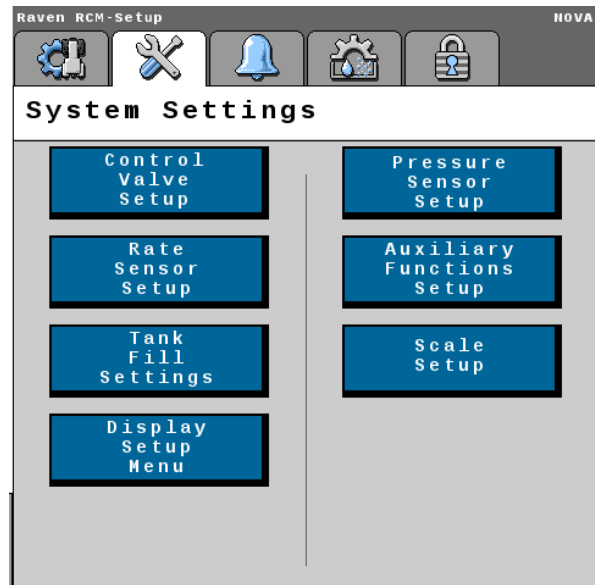 Raven RCM-Setup NOVA
System Settings
Control
Valve
Setup
Rate
Sensor
Setup
Tank
Fill
Settings
Display
Setup
Menu
Pressure
Sensor
Setup
Auxiliary
Functions
Setup
Scale
Setup